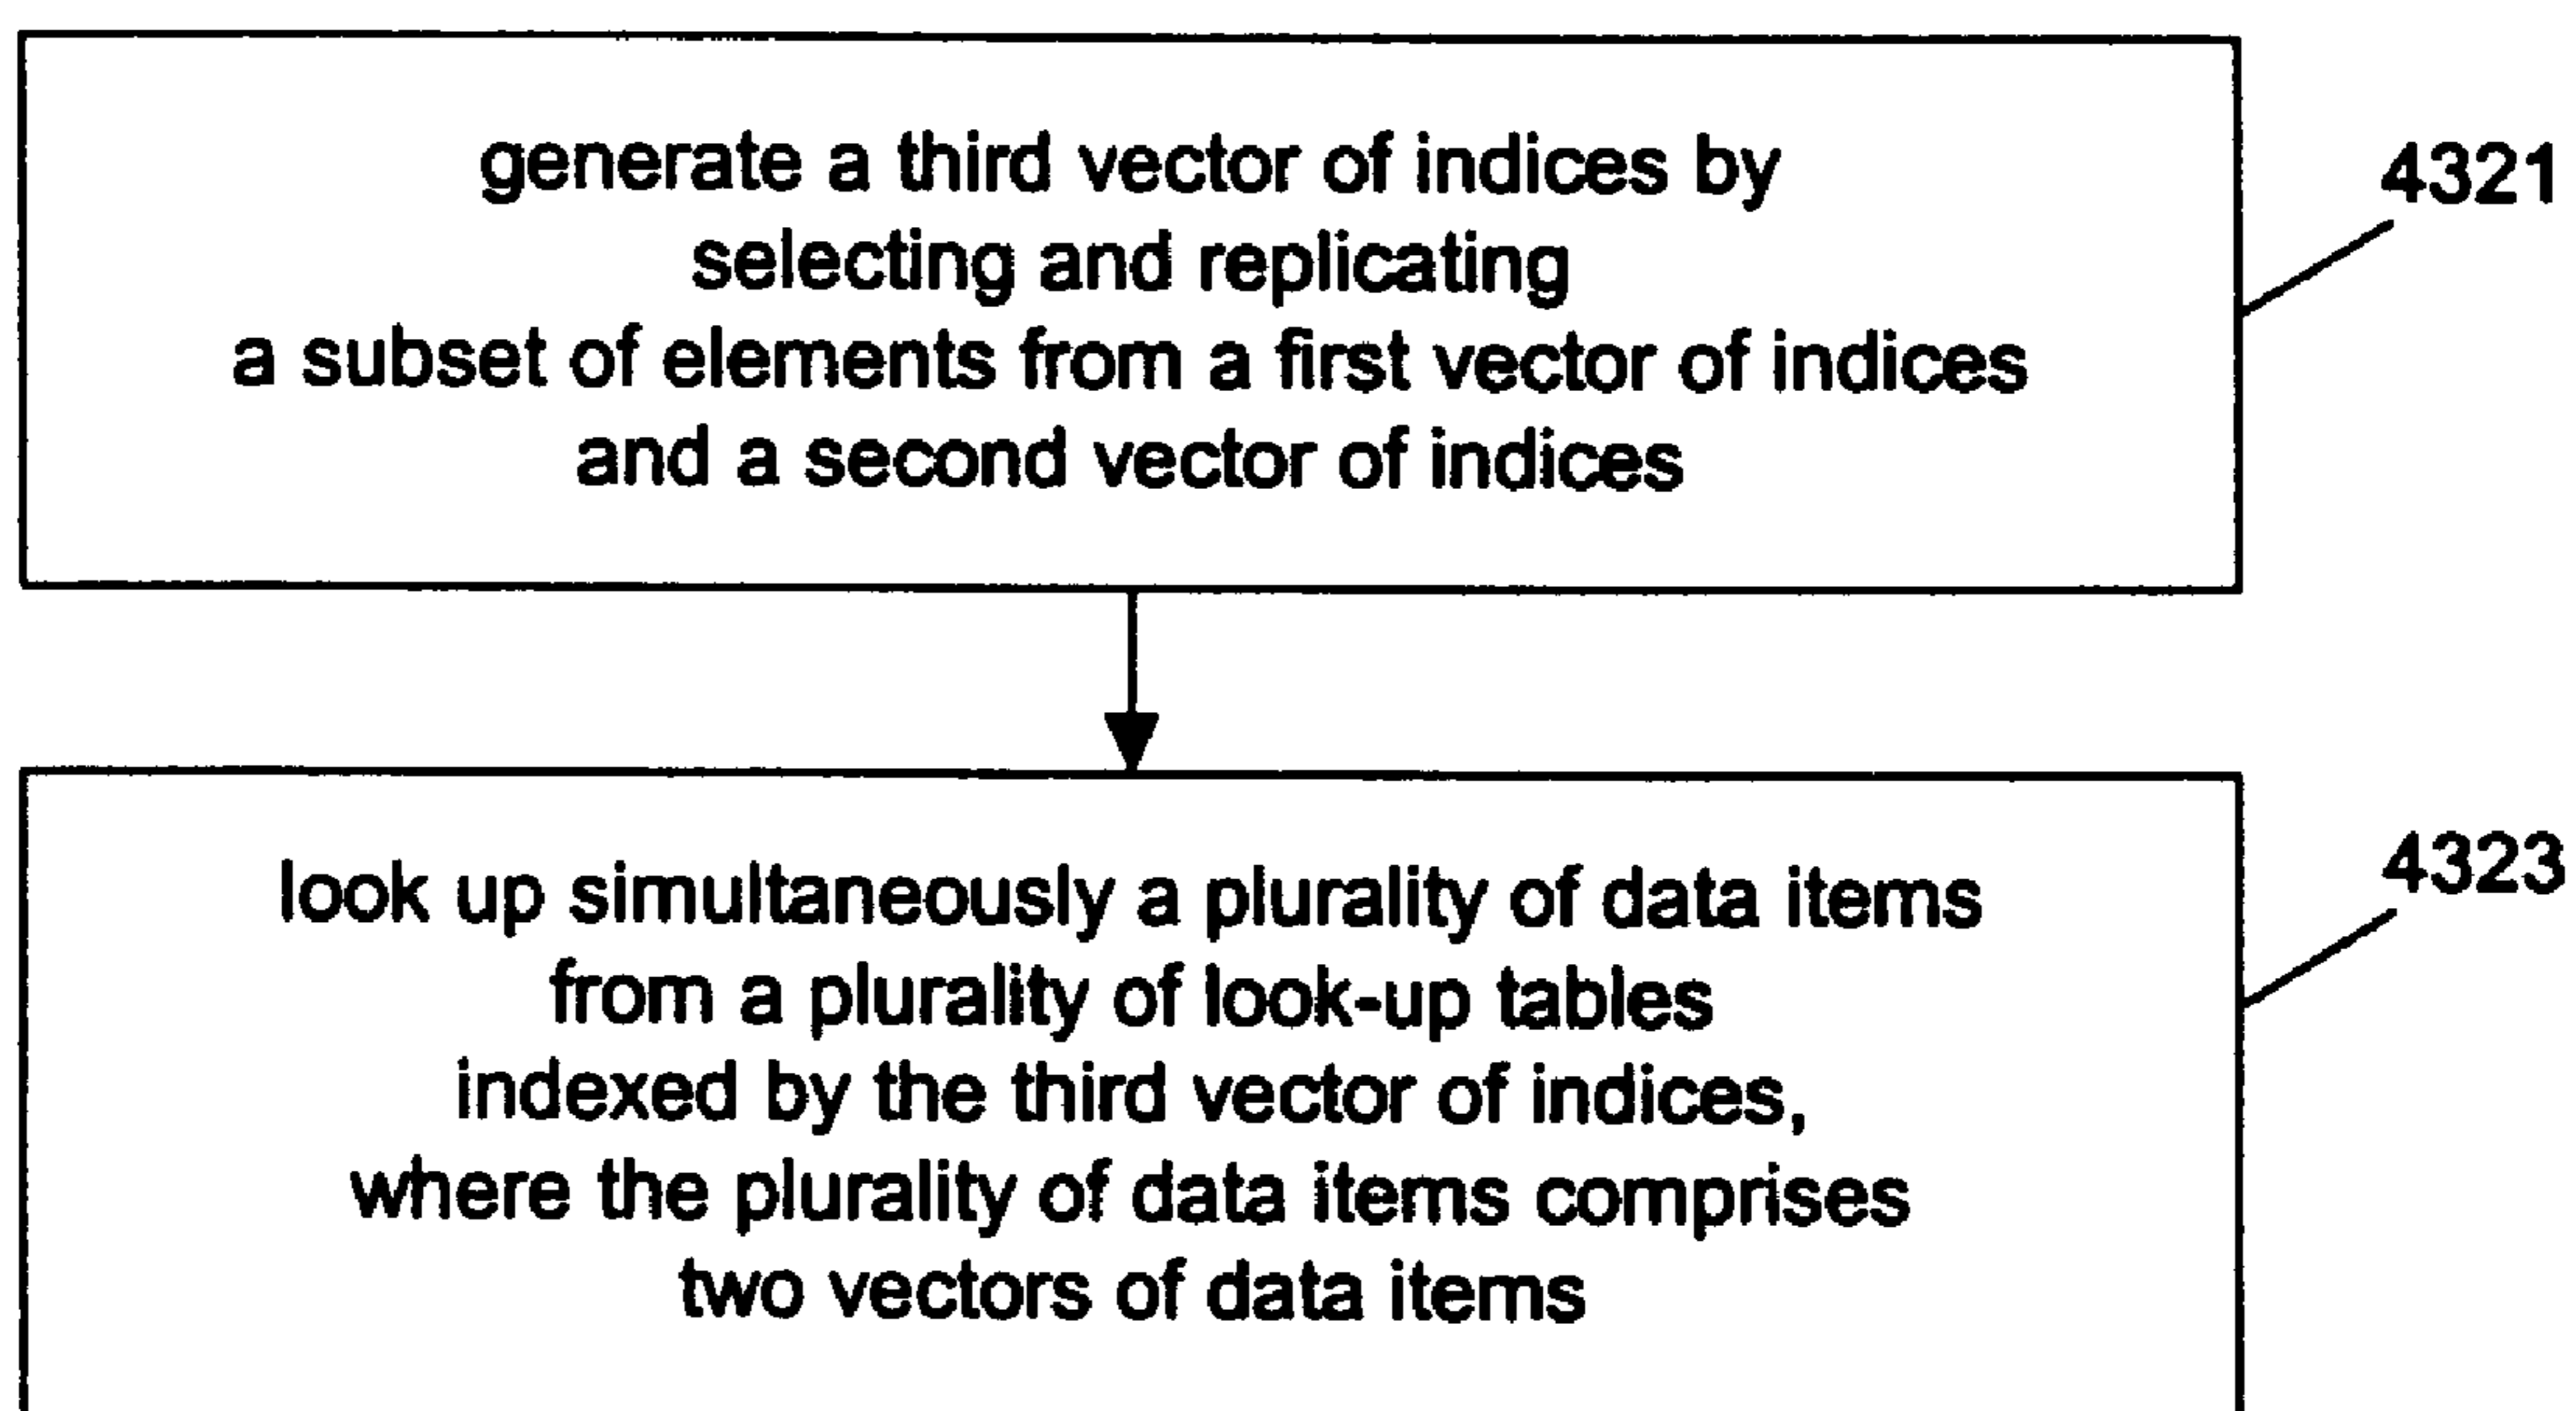 generate a third vector of indices by
selecting and replicating
a subset of elements from a first vector of indices
and a second vector of indices
4321
look up simultaneously a plurality of data items
from a plurality of look-up tables
indexed by the third vector of indices,
where the plurality of data items comprises
two vectors of data items
4323